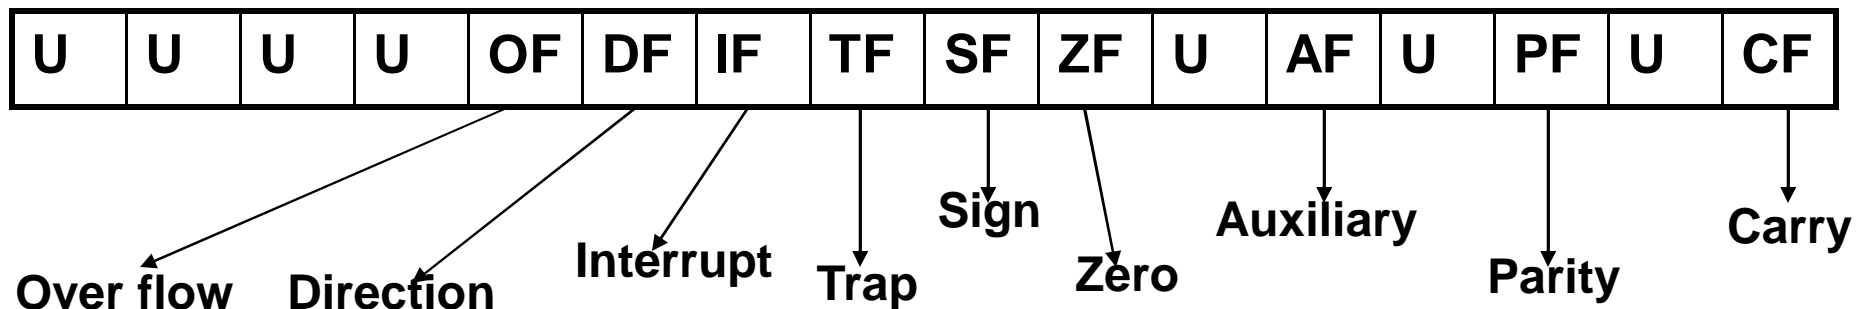 U U U U OF DF IF TF SF ZF U AF U PF U CF
Over flow Direction Interrupt Trap Sign Zero Auxiliary Parity Carry